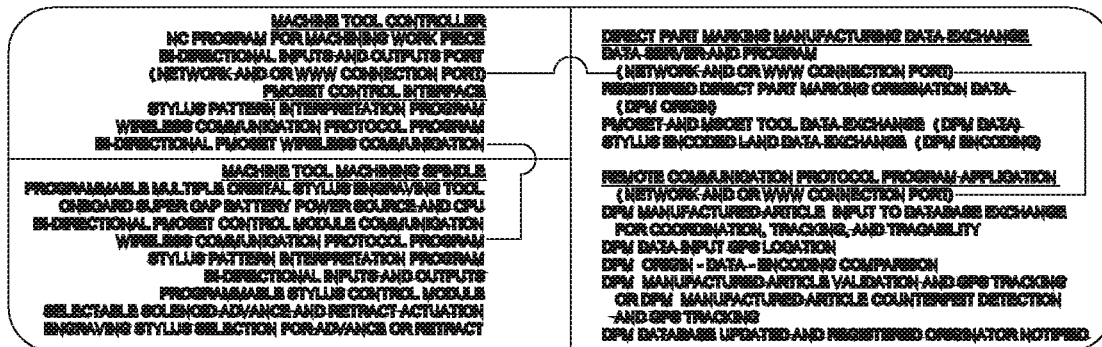 MACHINE TOOL CONTROLLER
NC PROGRAM FOR MACHINING WORK PIECE
BI-DIRECTIONAL INPUTS AND OUTPUTS PORT
(NETWORK AND OR WWW CONNECTION PORT)
PMOSET CONTROL INTERFACE
STYLUS PATTERN INTERPRETATION PROGRAM
WIRELESS COMMUNICATION PROTOCOL PROGRAM
BI-DIRECTIONAL PMOSET WIRELESS COMMUNICATION
MACHINE TOOL MACHINING SPINDLE
PROGRAMMABLE MULTIPLE ORBITAL STYLUS ENGRAVING TOOL
ONBOARD SUPER CAP BATTERY POWER SOURCE AND CPU
BI-DIRECTIONAL PMOSET CONTROL MODULE COMMUNICATION
WIRELESS COMMUNICATION PROTOCOL PROGRAM
STYLUS PATTERN INTERPRETATION PROGRAM
BI-DIRECTIONAL INPUTS AND OUTPUTS
PROGRAMMABLE STYLUS CONTROL MODULE
SELECTABLE SOLENOID ADVANCE AND RETRACT ACTUATION
ENGRAVING STYLUS SELECTION FOR ADVANCE OR RETRACT
DIRECT PART MARKING MANUFACTURING DATA EXCHANGE
DATA SERVER AND PROGRAM
(NETWORK AND OR WWW CONNECTION PORT)
REGISTERED DIRECT PART MARKING ORIGINATION DATA
(DPM ORIGIN)
PMOSET AND MSOET TOOL DATA EXCHANGE (DPM DATA)
STYLUS ENCODED LAND DATA EXCHANGE (DPM ENCODING)
REMOTE COMMUNICATION PROTOCOL PROGRAM APPLICATION
(NETWORK AND OR WWW CONNECTION PORT)
DPM MANUFACTURED ARTICLE INPUT TO DATABASE EXCHANGE
FOR COORDINATION, TRACKING, AND TRACABILITY
DPM DATA INPUT GPS LOCATION
DPM ORIGIN - DATA - ENCODING COMPARISON
DPM MANUFACTURED ARTICLE VALIDATION AND GPS TRACKING
OR DPM MANUFACTURED ARTICLE COUNTERFEIT DETECTION
AND GPS TRACKING
DPM DATABASE UPDATED AND REGISTERED ORIGINATOR NOTIFIED